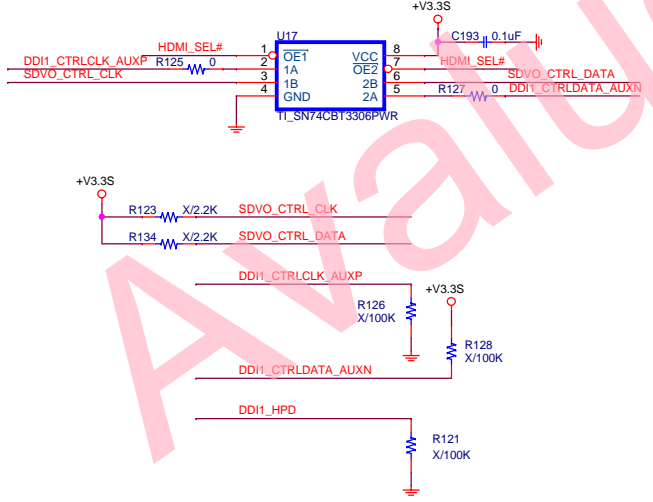 +V3.3S
U17
C193 0.1uF
HDMI_SEL#
1 OE1 VCC 8
DDI1_CTRLCLK_AUXP R125 0
2 1A OE2 7
HDMI_SEL#
SDVO_CTRL_CLK
3 1B 2B 6
SDVO_CTRL_DATA
4 GND 2A 5
R127 0 DDI1_CTRLDATA_AUXN
TI_SN74CBT3306PWR
+V3.3S
R123 X/2.2K SDVO_CTRL_CLK
R134 X/2.2K SDVO_CTRL_DATA
DDI1_CTRLCLK_AUXP
+V3.3S
R126
X/100K
R128
X/100K
DDI1_CTRLDATA_AUXN
DDI1_HPD
R121
X/100K
Avalu